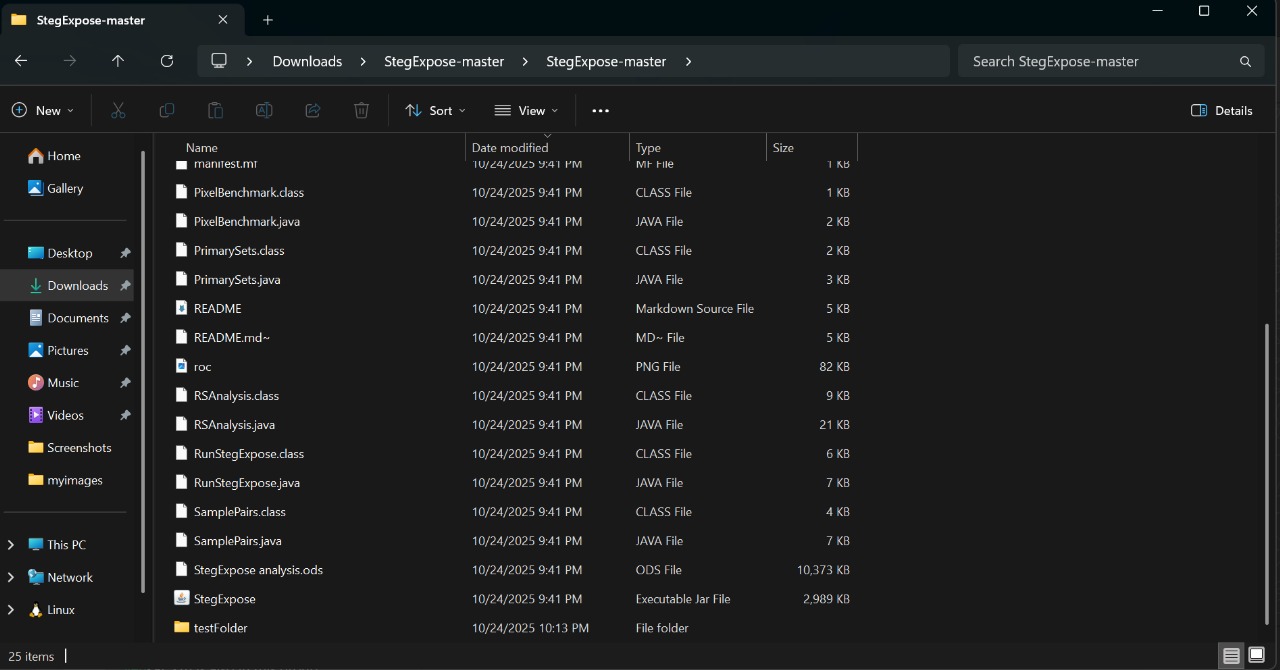 StegExpose-master
Downloads > StegExpose-master > StegExpose-master >
Search StegExpose-master
New
Sort
View
Details
Home
Gallery
Desktop
Downloads
Documents
Pictures
Music
Videos
Screenshots
myimages
This PC
Network
Linux
Name Date modified Type Size
manifest.mf 10/24/2025 9:41 PM MF File 1 KB
PixelBenchmark.class 10/24/2025 9:41 PM CLASS File 1 KB
PixelBenchmark.java 10/24/2025 9:41 PM JAVA File 2 KB
PrimarySets.class 10/24/2025 9:41 PM CLASS File 2 KB
PrimarySets.java 10/24/2025 9:41 PM JAVA File 3 KB
README 10/24/2025 9:41 PM Markdown Source File 5 KB
README.md~ 10/24/2025 9:41 PM MD~ File 5 KB
roc 10/24/2025 9:41 PM PNG File 82 KB
RSAnalysis.class 10/24/2025 9:41 PM CLASS File 9 KB
RSAnalysis.java 10/24/2025 9:41 PM JAVA File 21 KB
RunStegExpose.class 10/24/2025 9:41 PM CLASS File 6 KB
RunStegExpose.java 10/24/2025 9:41 PM JAVA File 7 KB
SamplePairs.class 10/24/2025 9:41 PM CLASS File 4 KB
SamplePairs.java 10/24/2025 9:41 PM JAVA File 7 KB
StegExpose analysis.ods 10/24/2025 9:41 PM ODS File 10,373 KB
StegExpose 10/24/2025 9:41 PM Executable Jar File 2,989 KB
testFolder 10/24/2025 10:13 PM File folder
25 items